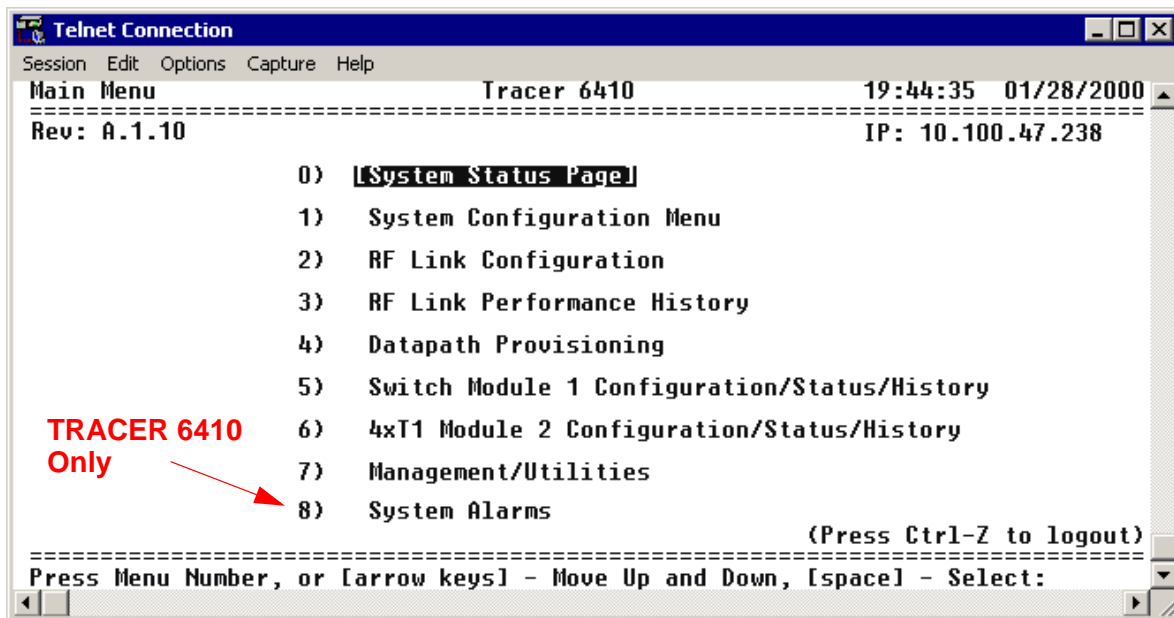 Telnet Connection
Session Edit Options Capture Help
Main Menu Tracer 6410 19:44:35 01/28/2000
==============================================================================
Rev: A.1.10 IP: 10.100.47.238
0) [System Status Page]
1) System Configuration Menu
2) RF Link Configuration
3) RF Link Performance History
4) Datapath Provisioning
5) Switch Module 1 Configuration/Status/History
6) 4xT1 Module 2 Configuration/Status/History
7) Management/Utilities
8) System Alarms
TRACER 6410
Only
(Press Ctrl-Z to logout)
==============================================================================
Press Menu Number, or [arrow keys] - Move Up and Down, [space] - Select: